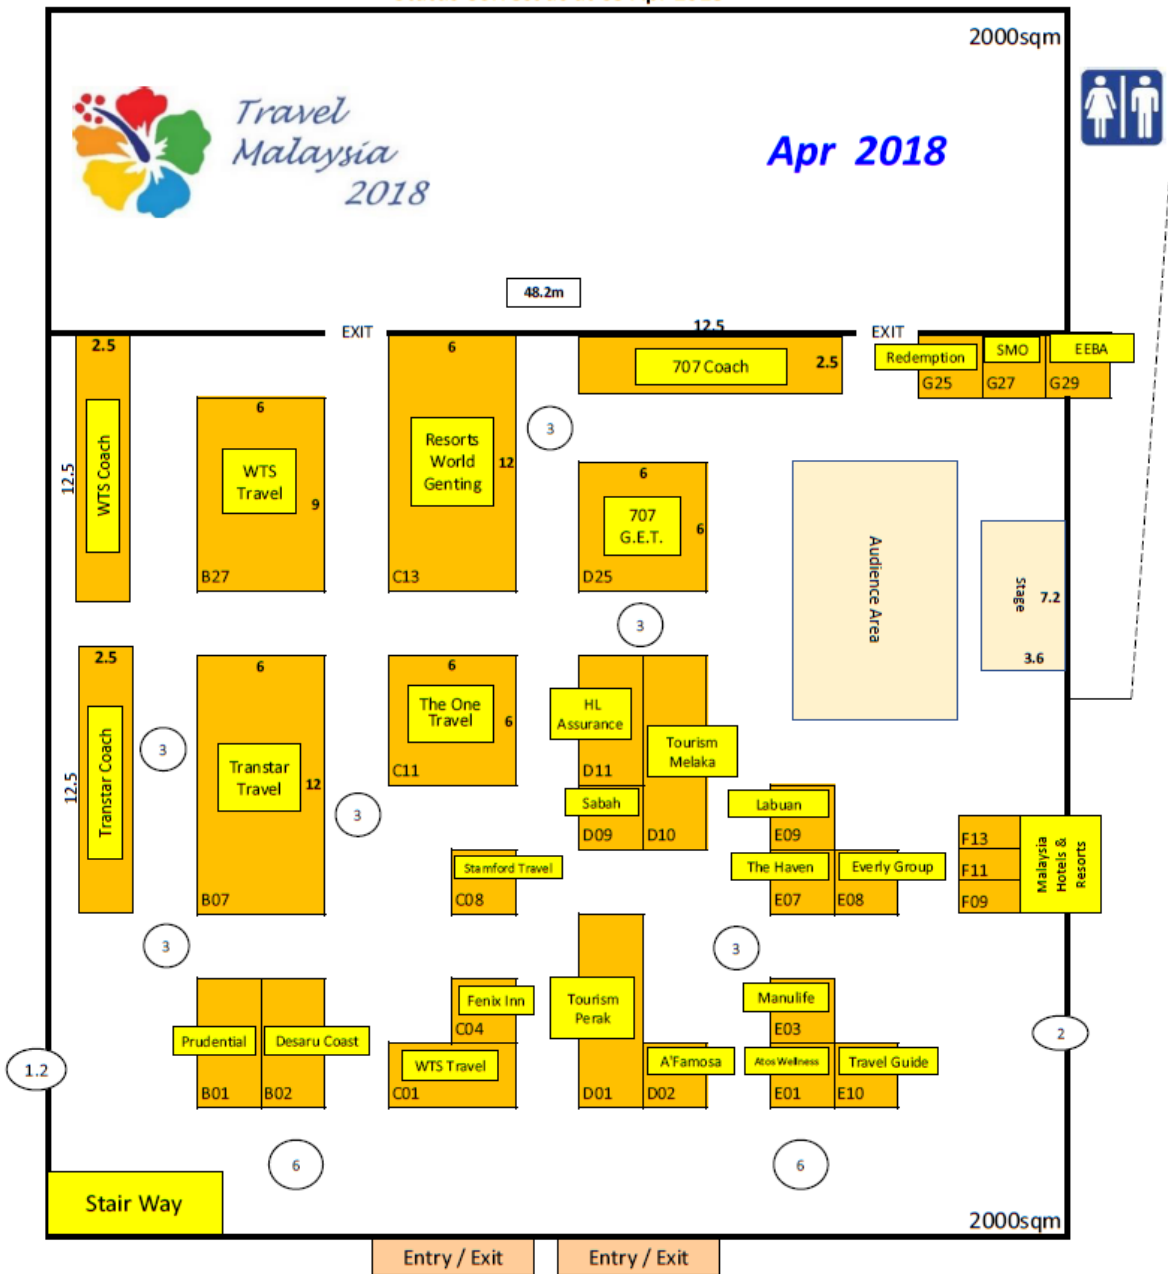 2000sqm
Travel
Malaysia
2018
Apr 2018
48.2m
EXIT
12.5
EXIT
2.5
6
707 Coach
2.5
Redemption
SMO
EEBA
G25
G27
G29
12.5
WTS Coach
6
WTS
Travel
9
B27
Resorts
World
Genting
12
C13
3
6
707
G.E.T.
6
D25
Audience Area
Stage
7.2
3.6
3
2.5
12.5
Transtar Coach
3
6
Transtar
Travel
12
B07
6
The One
Travel
6
C11
3
HL
Assurance
D11
Tourism
Melaka
Sabah
D09
D10
Labuan
E09
Stamford Travel
C08
The Haven
E07
Everly Group
E08
F13
F11
F09
Malaysia
Hotels &
Resorts
3
3
Prudential
B01
Desaru Coast
B02
Fenix Inn
C04
WTS Travel
C01
Tourism
Perak
D01
A'Famosa
D02
Manulife
E03
Atos Wellness
E01
Travel Guide
E10
2
1.2
6
6
Stair Way
2000sqm
Entry / Exit
Entry / Exit